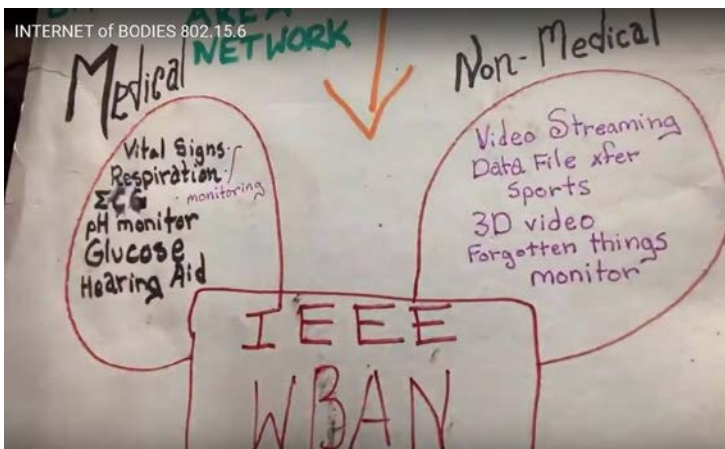 INTERNET of BODIES 802.15.6
AREA
NETWORK
Medical
Vital Signs
Respiration
monitoring
ECG
pH monitor
Glucose
Hearing Aid
Non-Medical
Video Streaming
Data File xfer
Sports
3D video
Forgotten things
monitor
IEEE
WBAN